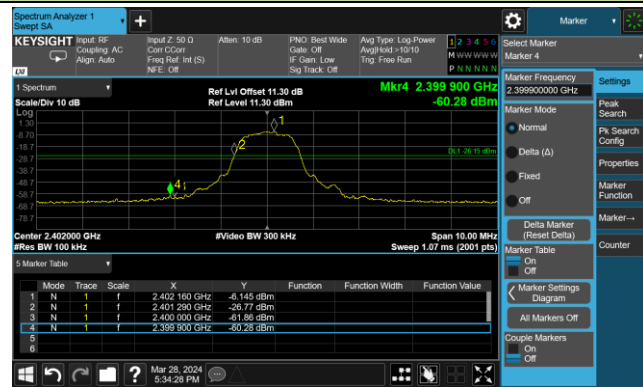 Spectrum Analyzer 1
Swept SA
+
Marker
KEYSIGHT
Input: RF
Coupling: AC
Align: Auto
Input Z: 50 Ω
Corr CCorr
Freq Ref: Int (S)
NFE: Off
Atten: 10 dB
PNO: Best Wide
Gate: Off
IF Gain: Low
Sig Track: Off
Avg Type: Log-Power
Avg|Hold:>10/10
Trig: Free Run
1 2 3 4 5 6
M W W W W W
P N N N N N
LXI
Select Marker
Marker 4
1 Spectrum
Scale/Div 10 dB
Ref Lvl Offset 11.30 dB
Ref Level 11.30 dBm
Mkr4 2.399 900 GHz
-60.28 dBm
Log
1.30
-8.70
-18.7
-28.7
-38.7
-48.7
-58.7
-68.7
-78.7
1
2
4
DL1 -26.15 dBm
Center 2.402000 GHz
#Res BW 100 kHz
#Video BW 300 kHz
Span 10.00 MHz
Sweep 1.07 ms (2001 pts)
5 Marker Table
Mode Trace Scale X Y Function Function Width Function Value
1 N 1 f 2.402 160 GHz -6.145 dBm
2 N 1 f 2.401 290 GHz -26.77 dBm
3 N 1 f 2.400 000 GHz -61.86 dBm
4 N 1 f 2.399 900 GHz -60.28 dBm
5
6
Marker Frequency
2.399900000 GHz
Marker Mode
Normal
Delta (Δ)
Fixed
Off
Delta Marker
(Reset Delta)
Marker Table
On
Off
Marker Settings
Diagram
All Markers Off
Couple Markers
On
Off
Settings
Peak
Search
Pk Search
Config
Properties
Marker
Function
Marker→
Counter
?
Mar 28, 2024
5:34:28 PM